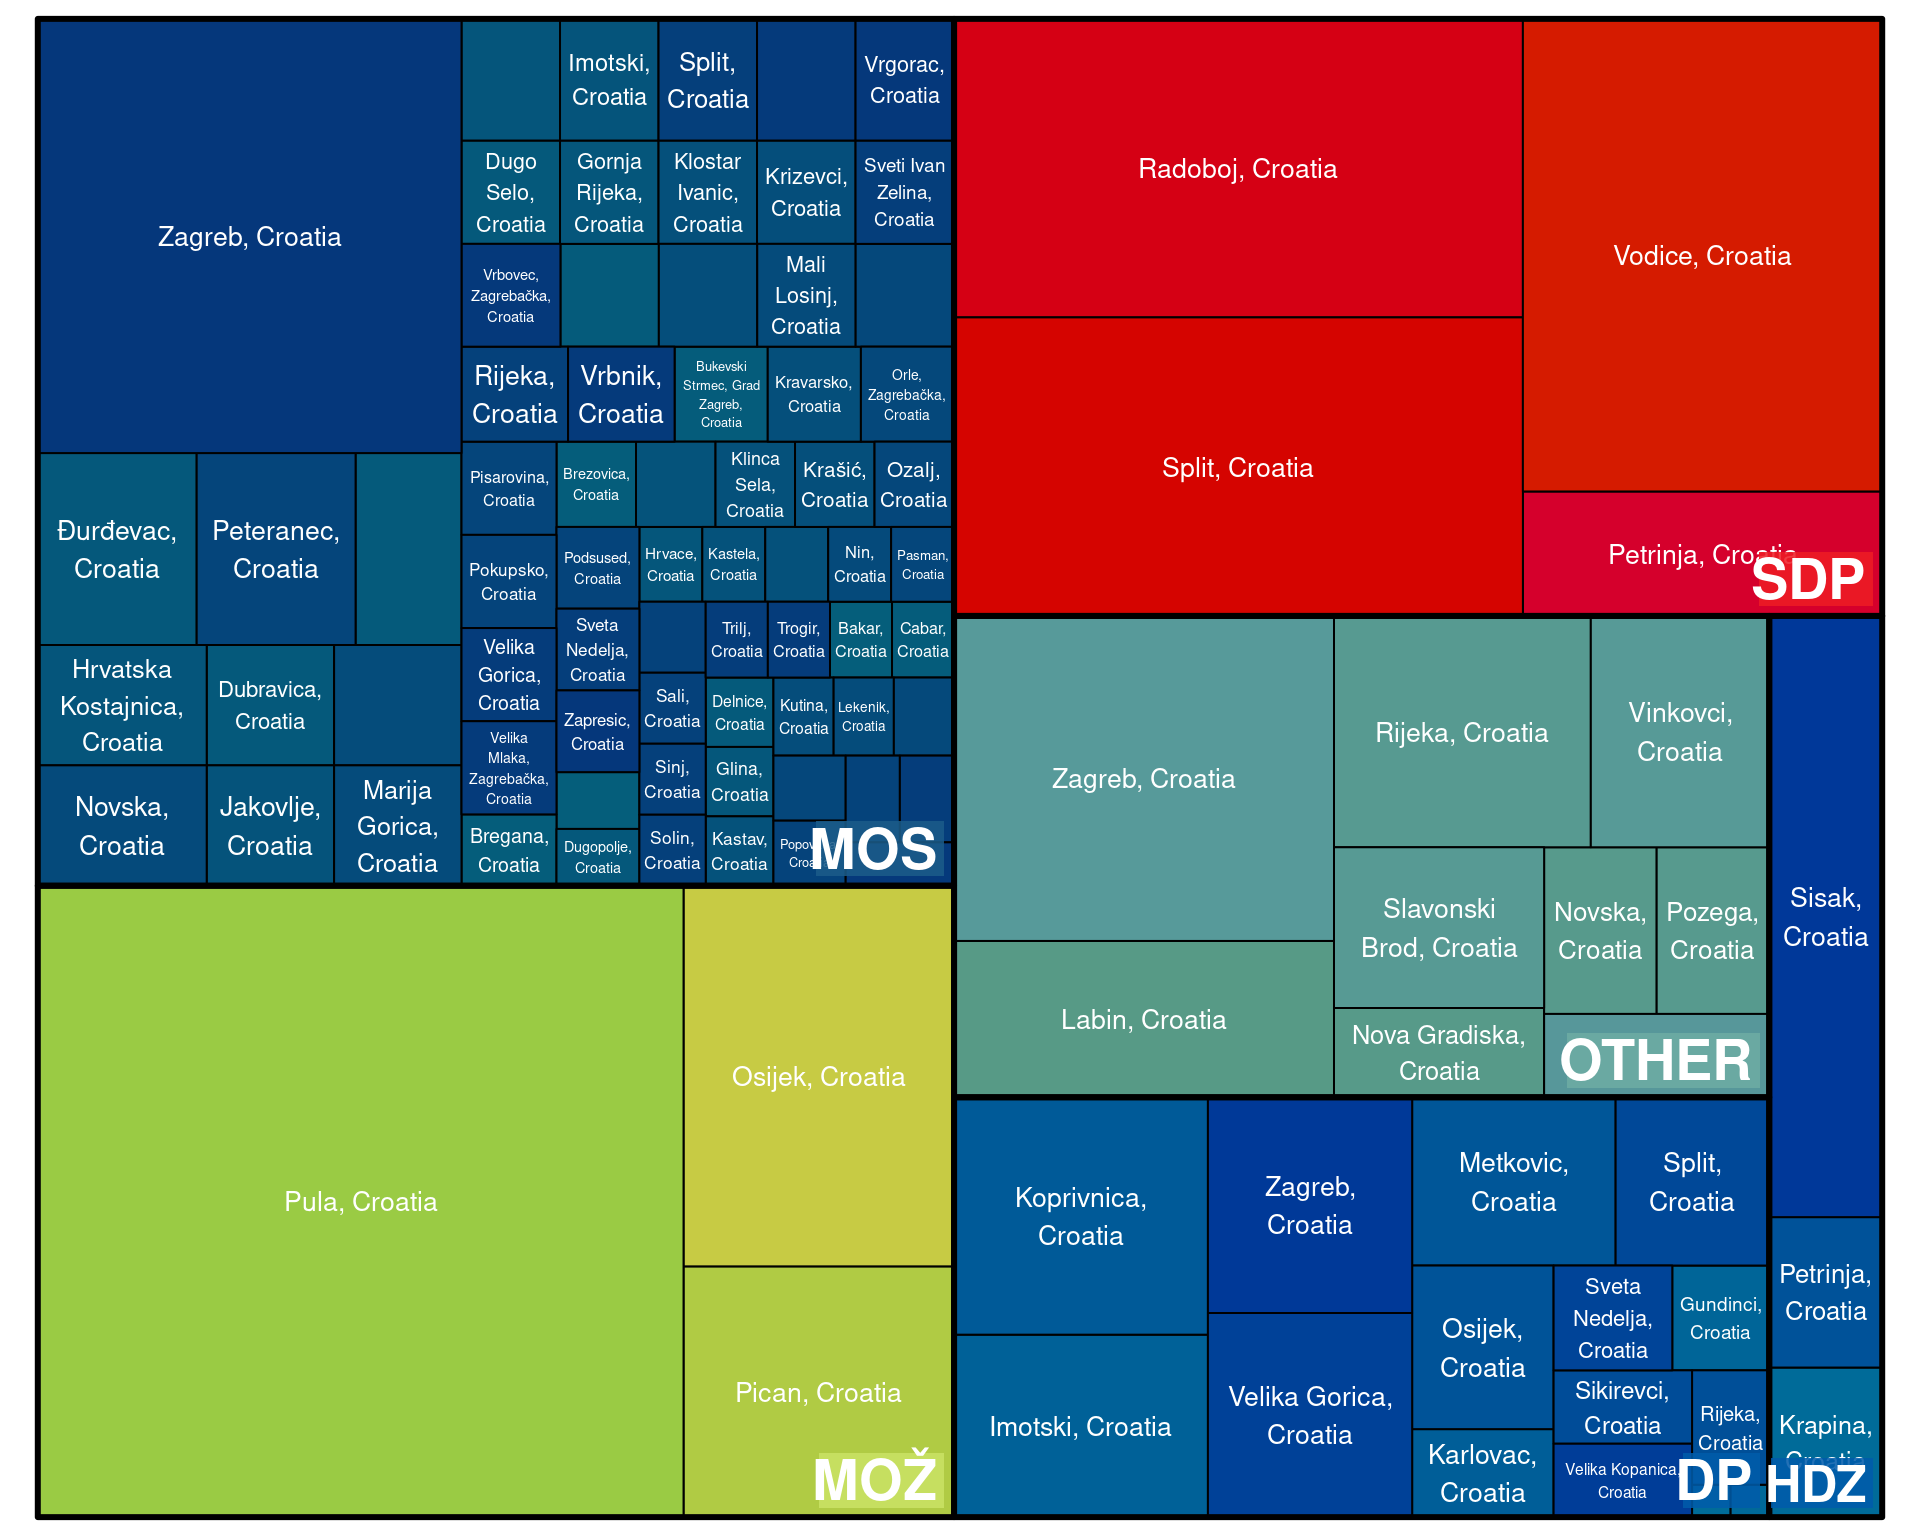 Zagreb, Croatia
Imotski,
Croatia
Split,
Croatia
Vrgorac,
Croatia
Dugo
Selo,
Croatia
Gornja
Rijeka,
Croatia
Klostar
Ivanic,
Croatia
Krizevci,
Croatia
Sveti Ivan
Zelina,
Croatia
Vrbovec,
Zagrebačka,
Croatia
Mali
Losinj,
Croatia
Rijeka,
Croatia
Vrbnik,
Croatia
Bukevski
Strmec, Grad
Zagreb,
Croatia
Kravarsko,
Croatia
Orle,
Zagrebačka,
Croatia
Pisarovina,
Croatia
Brezovica,
Croatia
Klinca
Sela,
Croatia
Krašić,
Croatia
Ozalj,
Croatia
Đurđevac,
Croatia
Peteranec,
Croatia
Pokupsko,
Croatia
Podsused,
Croatia
Hrvace,
Croatia
Kastela,
Croatia
Nin,
Croatia
Pasman,
Croatia
Velika
Gorica,
Croatia
Sveta
Nedelja,
Croatia
Trilj,
Croatia
Trogir,
Croatia
Bakar,
Croatia
Cabar,
Croatia
Hrvatska
Kostajnica,
Croatia
Dubravica,
Croatia
Zapresic,
Croatia
Sali,
Croatia
Delnice,
Croatia
Kutina,
Croatia
Lekenik,
Croatia
Velika
Mlaka,
Zagrebačka,
Croatia
Sinj,
Croatia
Glina,
Croatia
Novska,
Croatia
Jakovlje,
Croatia
Marija
Gorica,
Croatia
Bregana,
Croatia
Dugopolje,
Croatia
Solin,
Croatia
Kastav,
Croatia
MOS
Pula, Croatia
Osijek, Croatia
Pican, Croatia
MOŽ
Radoboj, Croatia
Split, Croatia
Vodice, Croatia
Petrinja, Croatia
SDP
Zagreb, Croatia
Labin, Croatia
Rijeka, Croatia
Vinkovci,
Croatia
Slavonski
Brod, Croatia
Novska,
Croatia
Pozega,
Croatia
Nova Gradiska,
Croatia
OTHER
Koprivnica,
Croatia
Imotski, Croatia
Zagreb,
Croatia
Velika Gorica,
Croatia
Metkovic,
Croatia
Split,
Croatia
Osijek,
Croatia
Sveta
Nedelja,
Croatia
Gundinci,
Croatia
Sikirevci,
Croatia
Rijeka,
Croatia
Karlovac,
Croatia
Velika Kopanica,
Croatia
DP
Sisak,
Croatia
Petrinja,
Croatia
Krapina,
Croatia
HDZ